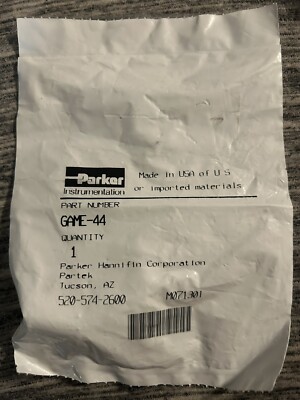 Parker
Instrumentation
Made in USA of U S
or imported materials
PART NUMBER
GAME-44
QUANTITY
1
Parker Hannifin Corporation
Partek
Tucson, AZ
520-574-2600
M071301